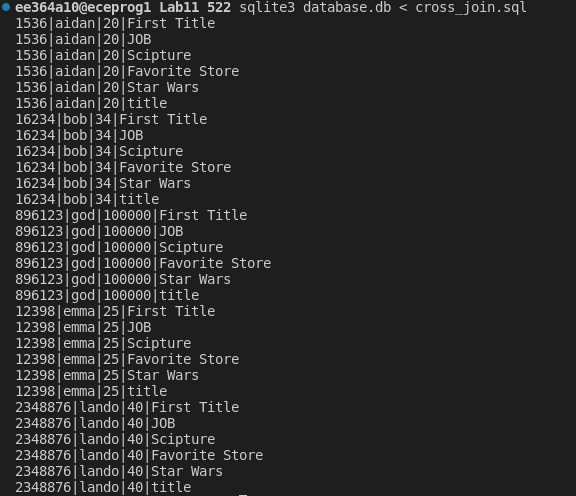 ee364a10@eceprog1 Lab11 522 sqlite3 database.db < cross_join.sql
1536|aidan|20|First Title
1536|aidan|20|JOB
1536|aidan|20|Scipture
1536|aidan|20|Favorite Store
1536|aidan|20|Star Wars
1536|aidan|20|title
16234|bob|34|First Title
16234|bob|34|JOB
16234|bob|34|Scipture
16234|bob|34|Favorite Store
16234|bob|34|Star Wars
16234|bob|34|title
896123|god|100000|First Title
896123|god|100000|JOB
896123|god|100000|Scipture
896123|god|100000|Favorite Store
896123|god|100000|Star Wars
896123|god|100000|title
12398|emma|25|First Title
12398|emma|25|JOB
12398|emma|25|Scipture
12398|emma|25|Favorite Store
12398|emma|25|Star Wars
12398|emma|25|title
2348876|lando|40|First Title
2348876|lando|40|JOB
2348876|lando|40|Scipture
2348876|lando|40|Favorite Store
2348876|lando|40|Star Wars
2348876|lando|40|title